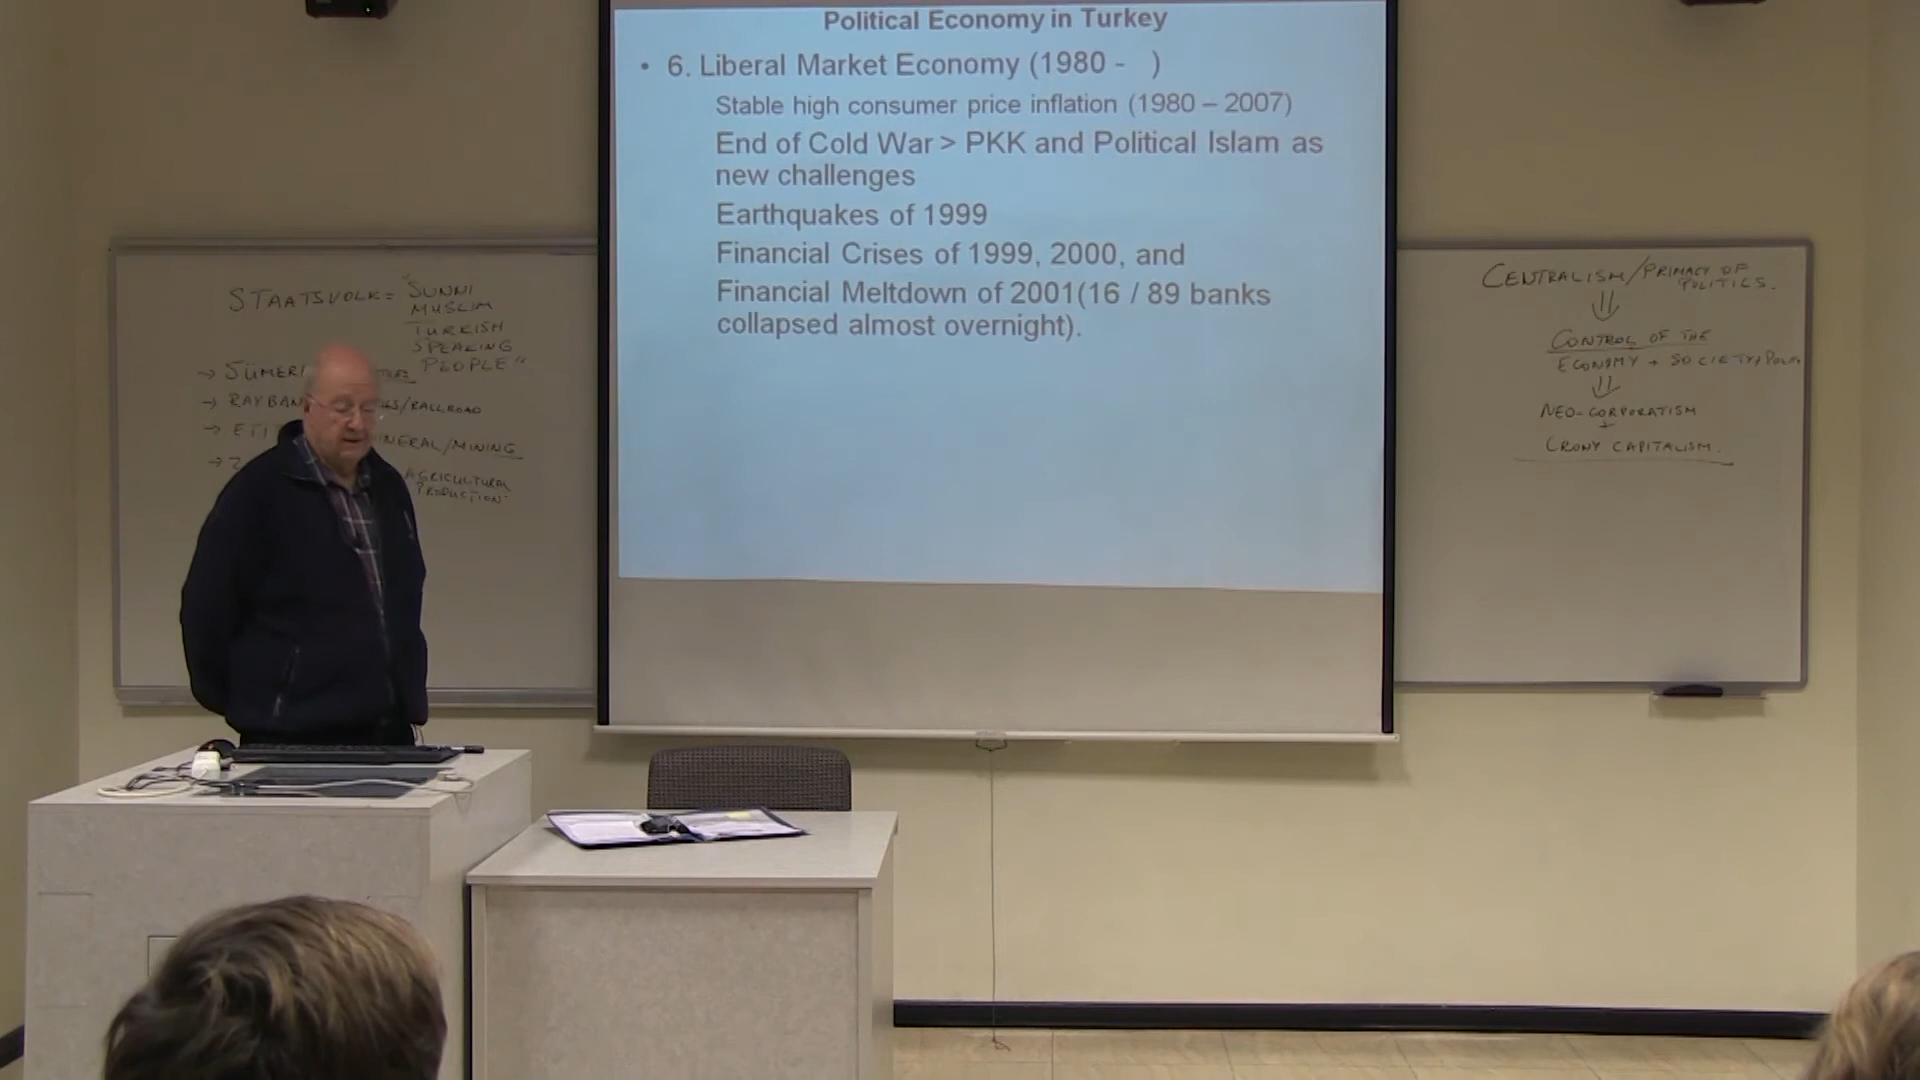 Political Economy in Turkey
• 6. Liberal Market Economy (1980 -   )
Stable high consumer price inflation (1980 – 2007)
End of Cold War > PKK and Political Islam as
new challenges
Earthquakes of 1999
Financial Crises of 1999, 2000, and
Financial Meltdown of 2001(16 / 89 banks
collapsed almost overnight).
STAATSVOLK = "SUNNI
MUSLIM
TURKISH
SPEAKING
PEOPLE"
→ SÜMER
→ RAYBAN /RAILROAD
→ ETI MINERAL/MINING
→ AGRICULTURAL
PRODUCTION
CENTRALISM/PRIMACY OF
POLITICS.
⇓
CONTROL OF THE
ECONOMY + SOCIETY +
⇓
NEO-CORPORATISM
+
CRONY CAPITALISM.